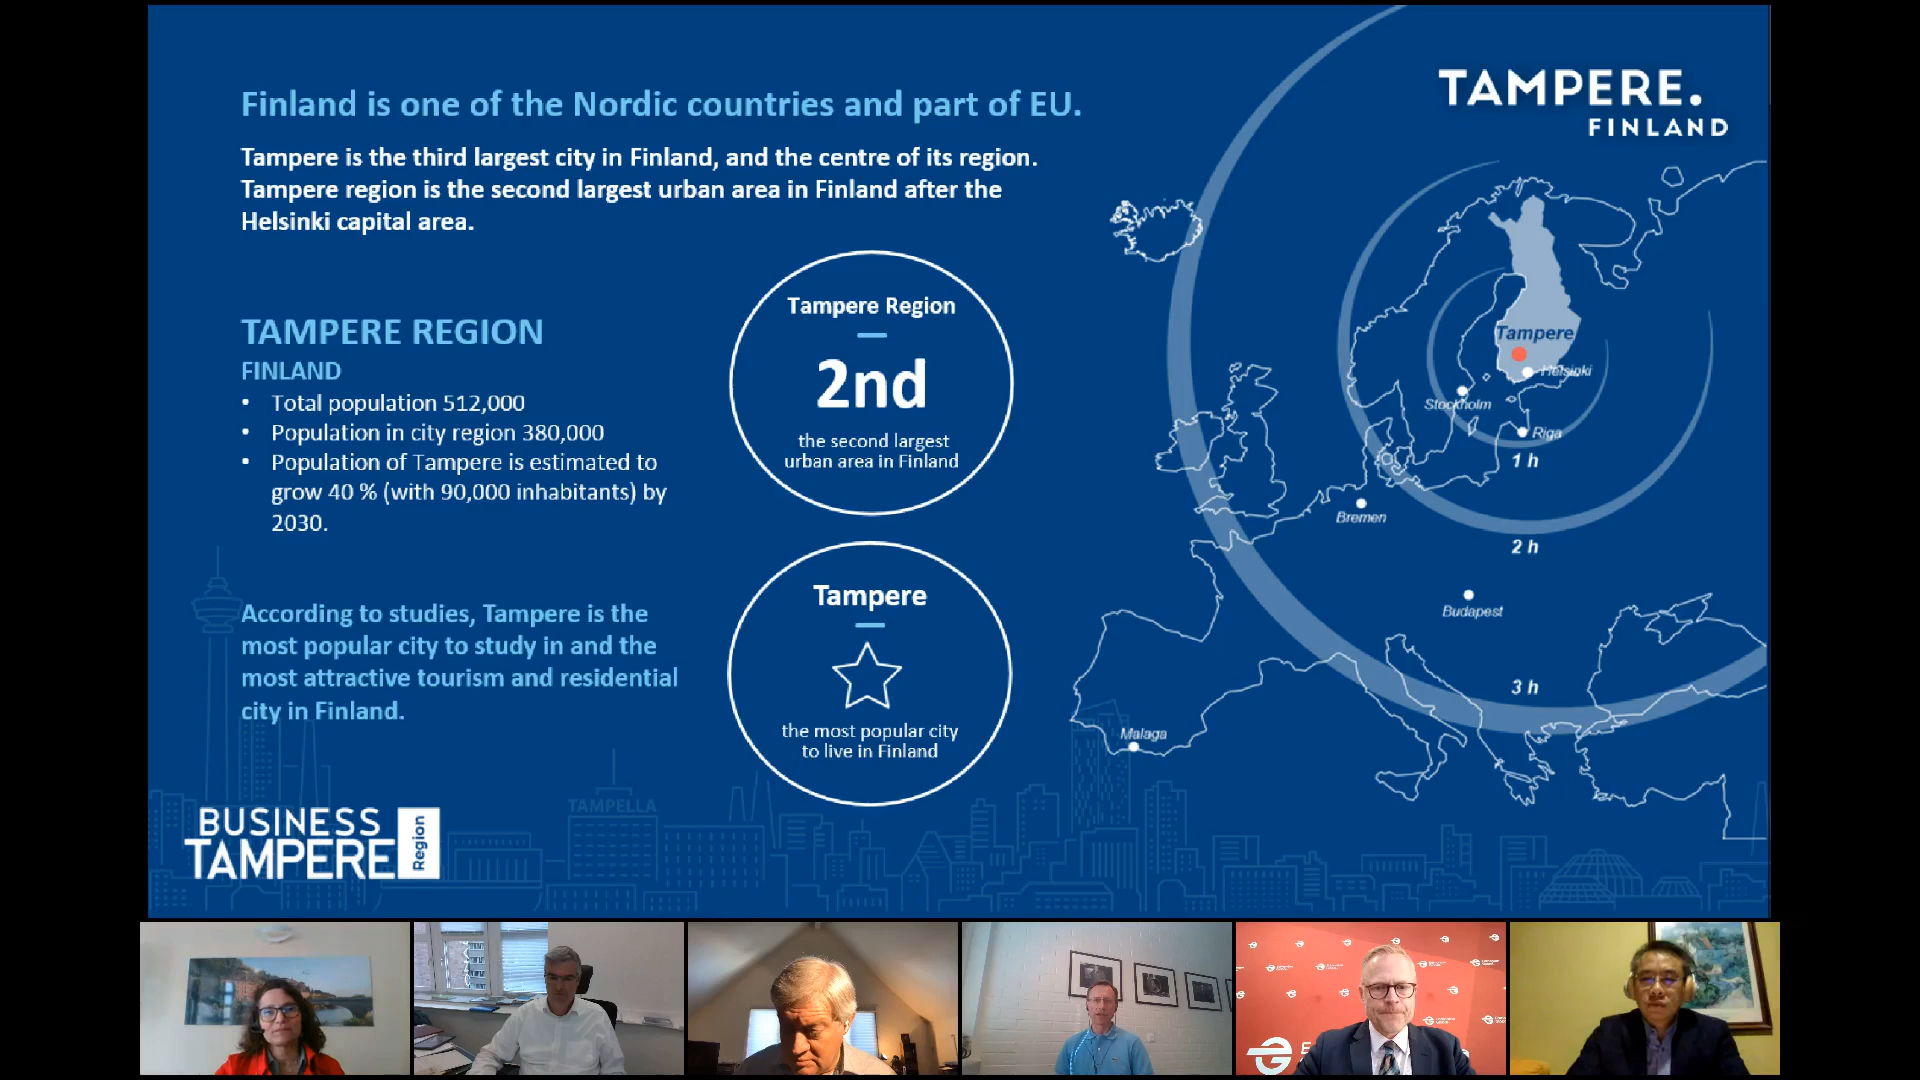 Finland is one of the Nordic countries and part of EU.
Tampere is the third largest city in Finland, and the centre of its region.
Tampere region is the second largest urban area in Finland after the
Helsinki capital area.
TAMPERE REGION
FINLAND
• Total population 512,000
• Population in city region 380,000
• Population of Tampere is estimated to
grow 40 % (with 90,000 inhabitants) by
2030.
According to studies, Tampere is the
most popular city to study in and the
most attractive tourism and residential
city in Finland.
Tampere Region
2nd
the second largest
urban area in Finland
Tampere
the most popular city
to live in Finland
TAMPERE.
FINLAND
Tampere
Helsinki
Stockholm
Riga
1 h
Bremen
2 h
Budapest
3 h
Malaga
TAMPELLA
BUSINESS
TAMPERE
Region